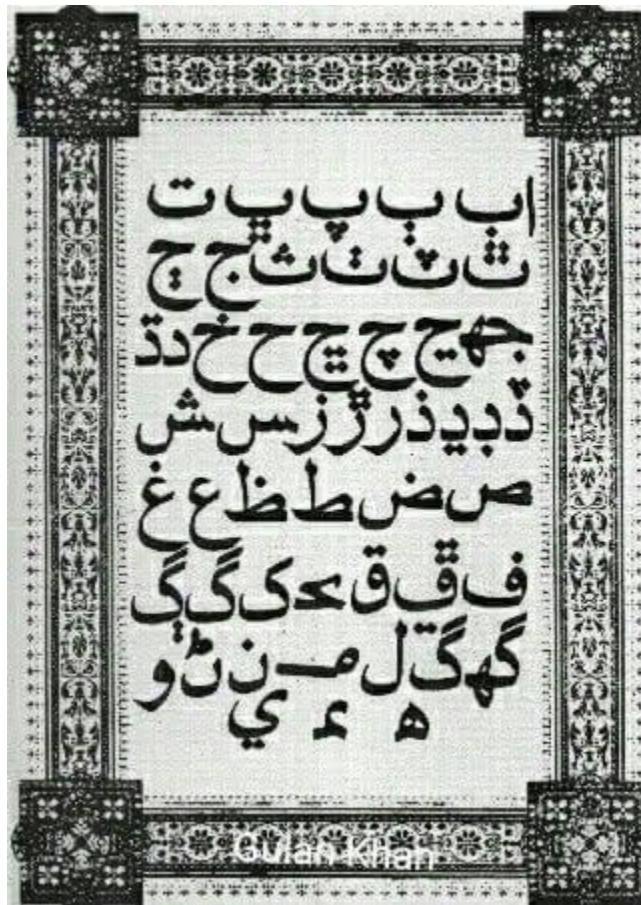 ا ب ٻ پ ڀ ت
ٿ ٽ ٺ ث ج ڄ
جھ ڃ چ ڇ ح خ د ڌ
ڏ ڊ ڍ ذ ر ڙ ز س ش
ص ض ط ظ ع غ
ف ڦ ق ڪ ک گ ڳ
گھ ڱ ل م ن ڻ و
ه ء ي
Gulan Khan